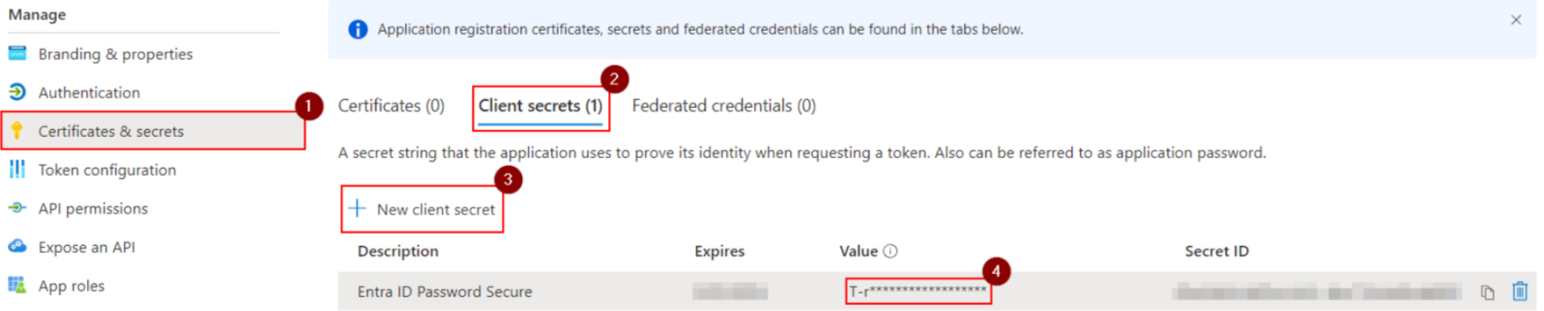 Manage
Branding & properties
Authentication
Certificates & secrets
Token configuration
API permissions
Expose an API
App roles
1
Application registration certificates, secrets and federated credentials can be found in the tabs below.
2
Certificates (0) Client secrets (1) Federated credentials (0)
A secret string that the application uses to prove its identity when requesting a token. Also can be referred to as application password.
3
New client secret
Description Expires Value Secret ID
4
Entra ID Password Secure T-r******************